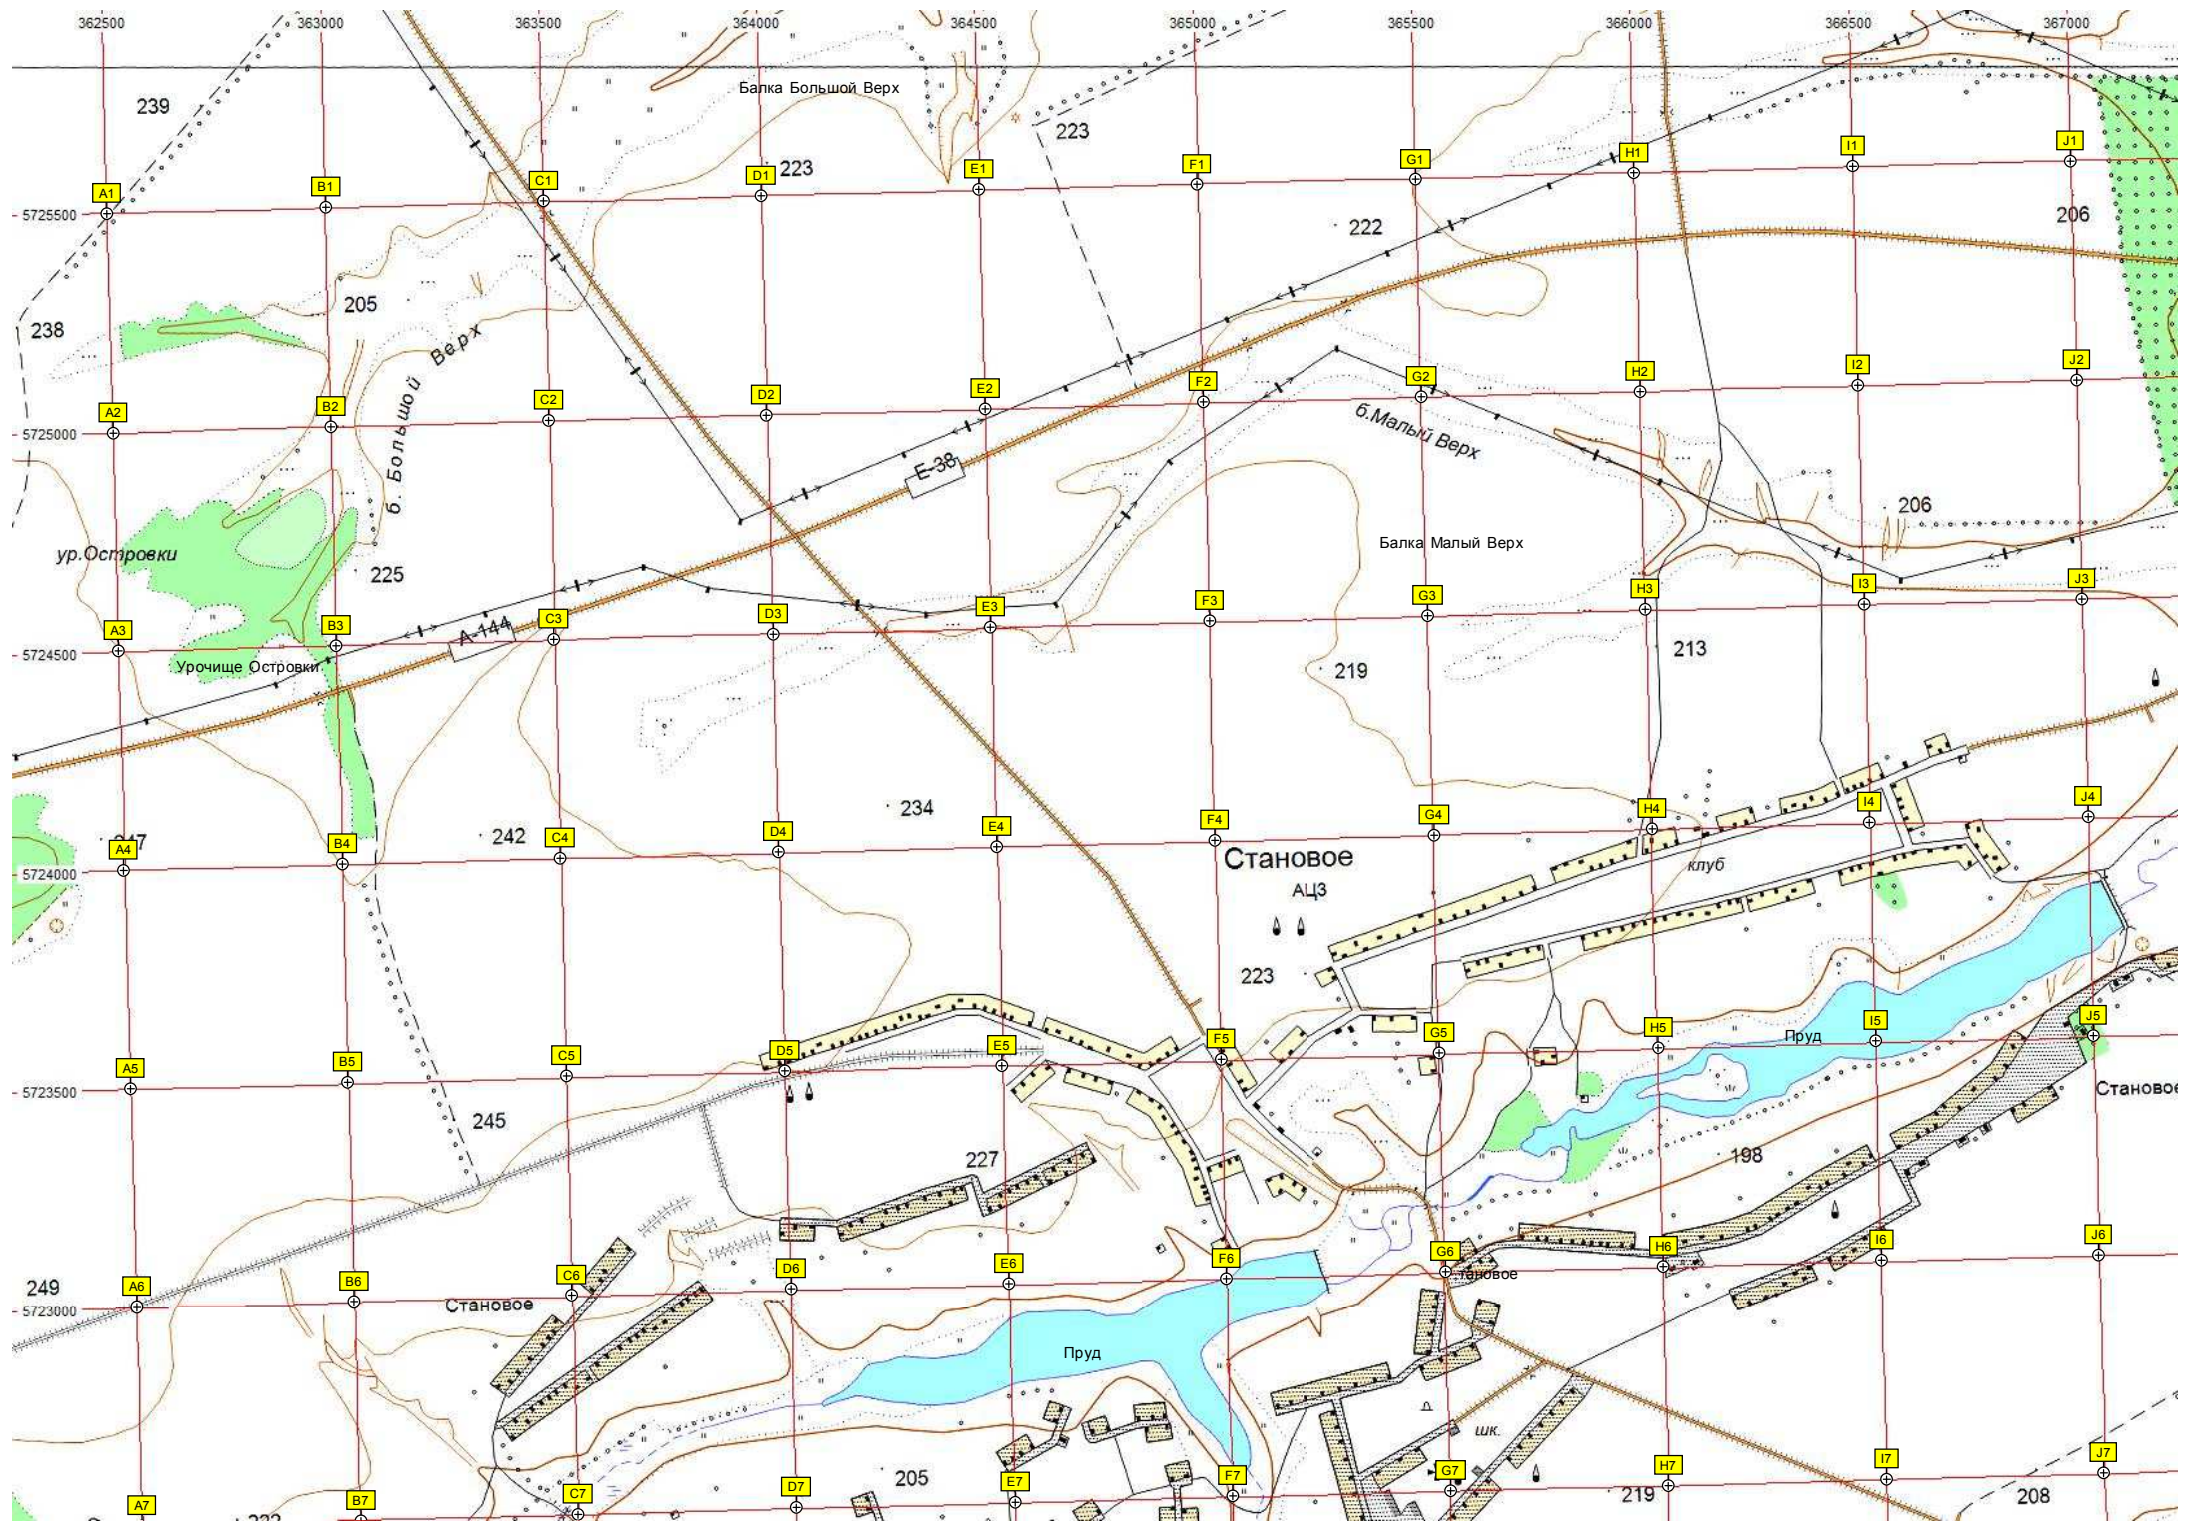 362500 363000 363500 364000 364500 365000 365500 366000 366500 367000
239
Балка Большой Верх
223
H1
I1
J1
E1
F1
G1
D1 223
A1
B1
C1
5725500
222
206
205
238
б. Большой Верх
J2
I2
H2
G2
F2
E2
D2
C2
B2
A2
5725000
б.Малый Верх
E-38
206
ур.Островки
225
Балка Малый Верх
J3
I3
H3
G3
F3
E3
D3
C3
B3
A3
А-144
5724500
Урочище Островки
213
219
234
242
J4
I4
H4
G4
F4
E4
D4
C4
B4
A4
247
Становое
АЦЗ
клуб
5724000
223
Пруд
J5
I5
H5
G5
F5
E5
D5
C5
B5
A5
5723500
Становое
245
227
198
J6
I6
H6
G6
F6
E6
D6
C6
B6
A6
249
5723000
Становое
тановое
Пруд
шк.
205
J7
I7
H7
G7
F7
E7
D7
C7
B7
A7
219
208